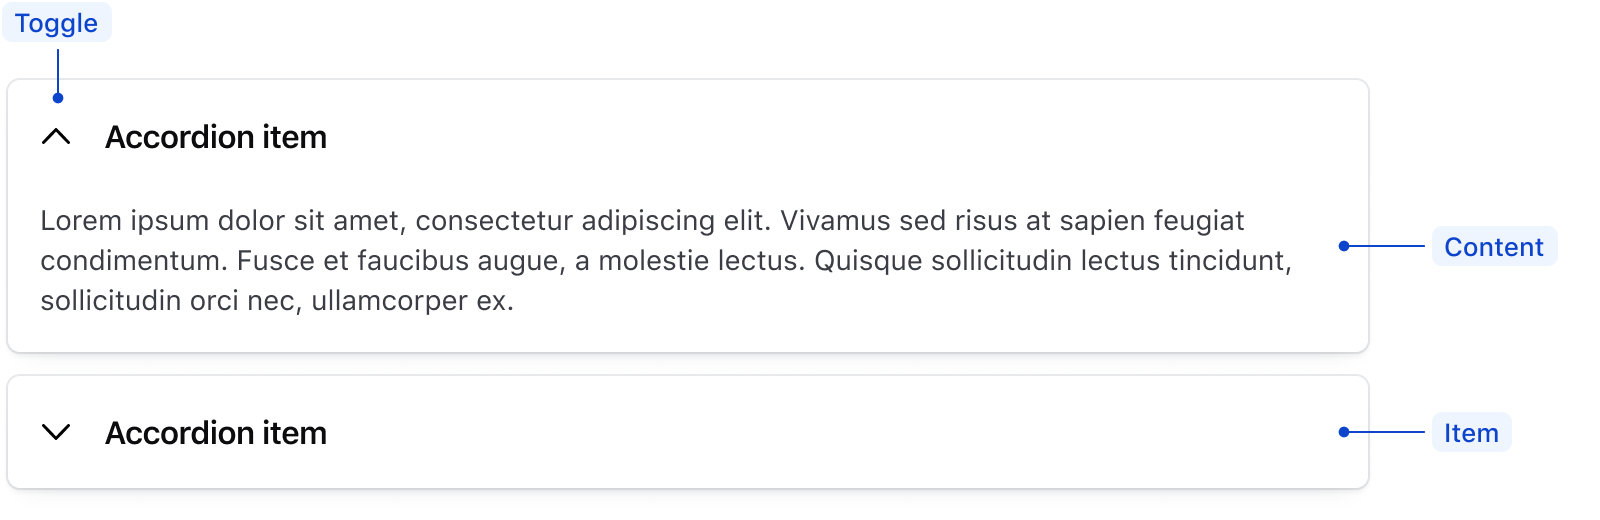 Toggle
Accordion item
Lorem ipsum dolor sit amet, consectetur adipiscing elit. Vivamus sed risus at sapien feugiat
condimentum. Fusce et faucibus augue, a molestie lectus. Quisque sollicitudin lectus tincidunt,
sollicitudin orci nec, ullamcorper ex.
Content
Accordion item
Item